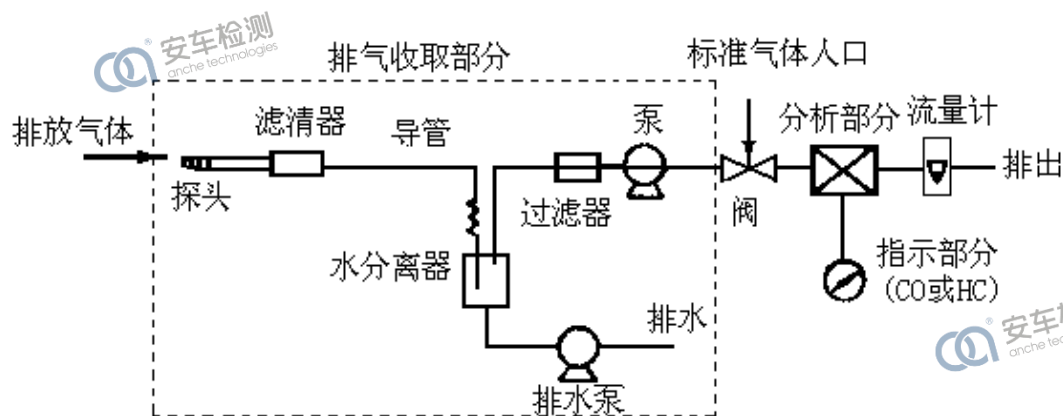 安车检测
anche technologies
排气收取部分
标准气体人口
排放气体
滤清器
导管
泵
分析部分
流量计
探头
过滤器
阀
排出
水分离器
指示部分
(CO或HC)
排水
排水泵
安车检
anche tec